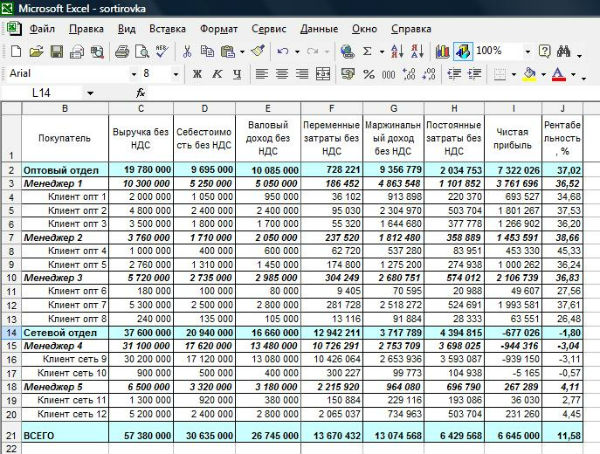 Microsoft Excel - sortirovka
Файл Правка Вид Вставка Формат Сервис Данные Окно Справка
100%
Arial 8 Ж К Ч % 000
L14 fx
B C D E F G H I J
1 Покупатель Выручка без НДС Себестоимо сть без НДС Валовый доход без НДС Переменные затраты без НДС Маржинальн ый доход без НДС Постоянные затраты без НДС Чистая прибыль Рентабе льность , %
2 Оптовый отдел 19 780 000 9 695 000 10 085 000 728 221 9 356 779 2 034 753 7 322 026 37,02
3 Менеджер 1 10 300 000 5 250 000 5 050 000 186 452 4 863 548 1 101 852 3 761 696 36,52
4 Клиент опт 1 2 000 000 1 050 000 950 000 36 102 913 898 220 370 693 527 34,68
5 Клиент опт 2 4 800 000 2 400 000 2 400 000 95 030 2 304 970 503 704 1 801 267 37,53
6 Клиент опт 3 3 500 000 1 800 000 1 700 000 55 320 1 644 680 377 778 1 266 902 36,20
7 Менеджер 2 3 760 000 1 710 000 2 050 000 237 520 1 812 480 358 889 1 453 591 38,66
8 Клиент опт 4 1 000 000 400 000 600 000 62 720 537 280 83 951 453 330 45,33
9 Клиент опт 5 2 760 000 1 310 000 1 450 000 174 800 1 275 200 274 938 1 000 262 36,24
10 Менеджер 3 5 720 000 2 735 000 2 985 000 304 249 2 680 751 574 012 2 106 739 36,83
11 Клиент опт 6 180 000 100 000 80 000 9 405 70 595 20 988 49 607 27,56
12 Клиент опт 7 5 300 000 2 500 000 2 800 000 281 728 2 518 272 524 691 1 993 581 37,61
13 Клиент опт 8 240 000 135 000 105 000 13 116 91 884 28 333 63 551 26,48
14 Сетевой отдел 37 600 000 20 940 000 16 660 000 12 942 211 3 717 789 4 394 815 -677 026 -1,80
15 Менеджер 4 31 100 000 17 620 000 13 480 000 10 726 291 2 753 709 3 698 025 -944 316 -3,04
16 Клиент сеть 9 30 200 000 17 120 000 13 080 000 10 426 064 2 653 936 3 593 087 -939 150 -3,11
17 Клиент сеть 10 900 000 500 000 400 000 300 227 99 773 104 938 -5 165 -0,57
18 Менеджер 5 6 500 000 3 320 000 3 180 000 2 215 920 964 080 696 790 267 289 4,11
19 Клиент сеть 11 1 300 000 920 000 380 000 150 884 229 116 193 086 36 030 2,77
20 Клиент сеть 12 5 200 000 2 400 000 2 800 000 2 065 037 734 963 503 704 231 260 4,45
21 ВСЕГО 57 380 000 30 635 000 26 745 000 13 670 432 13 074 568 6 429 568 6 645 000 11,58
22